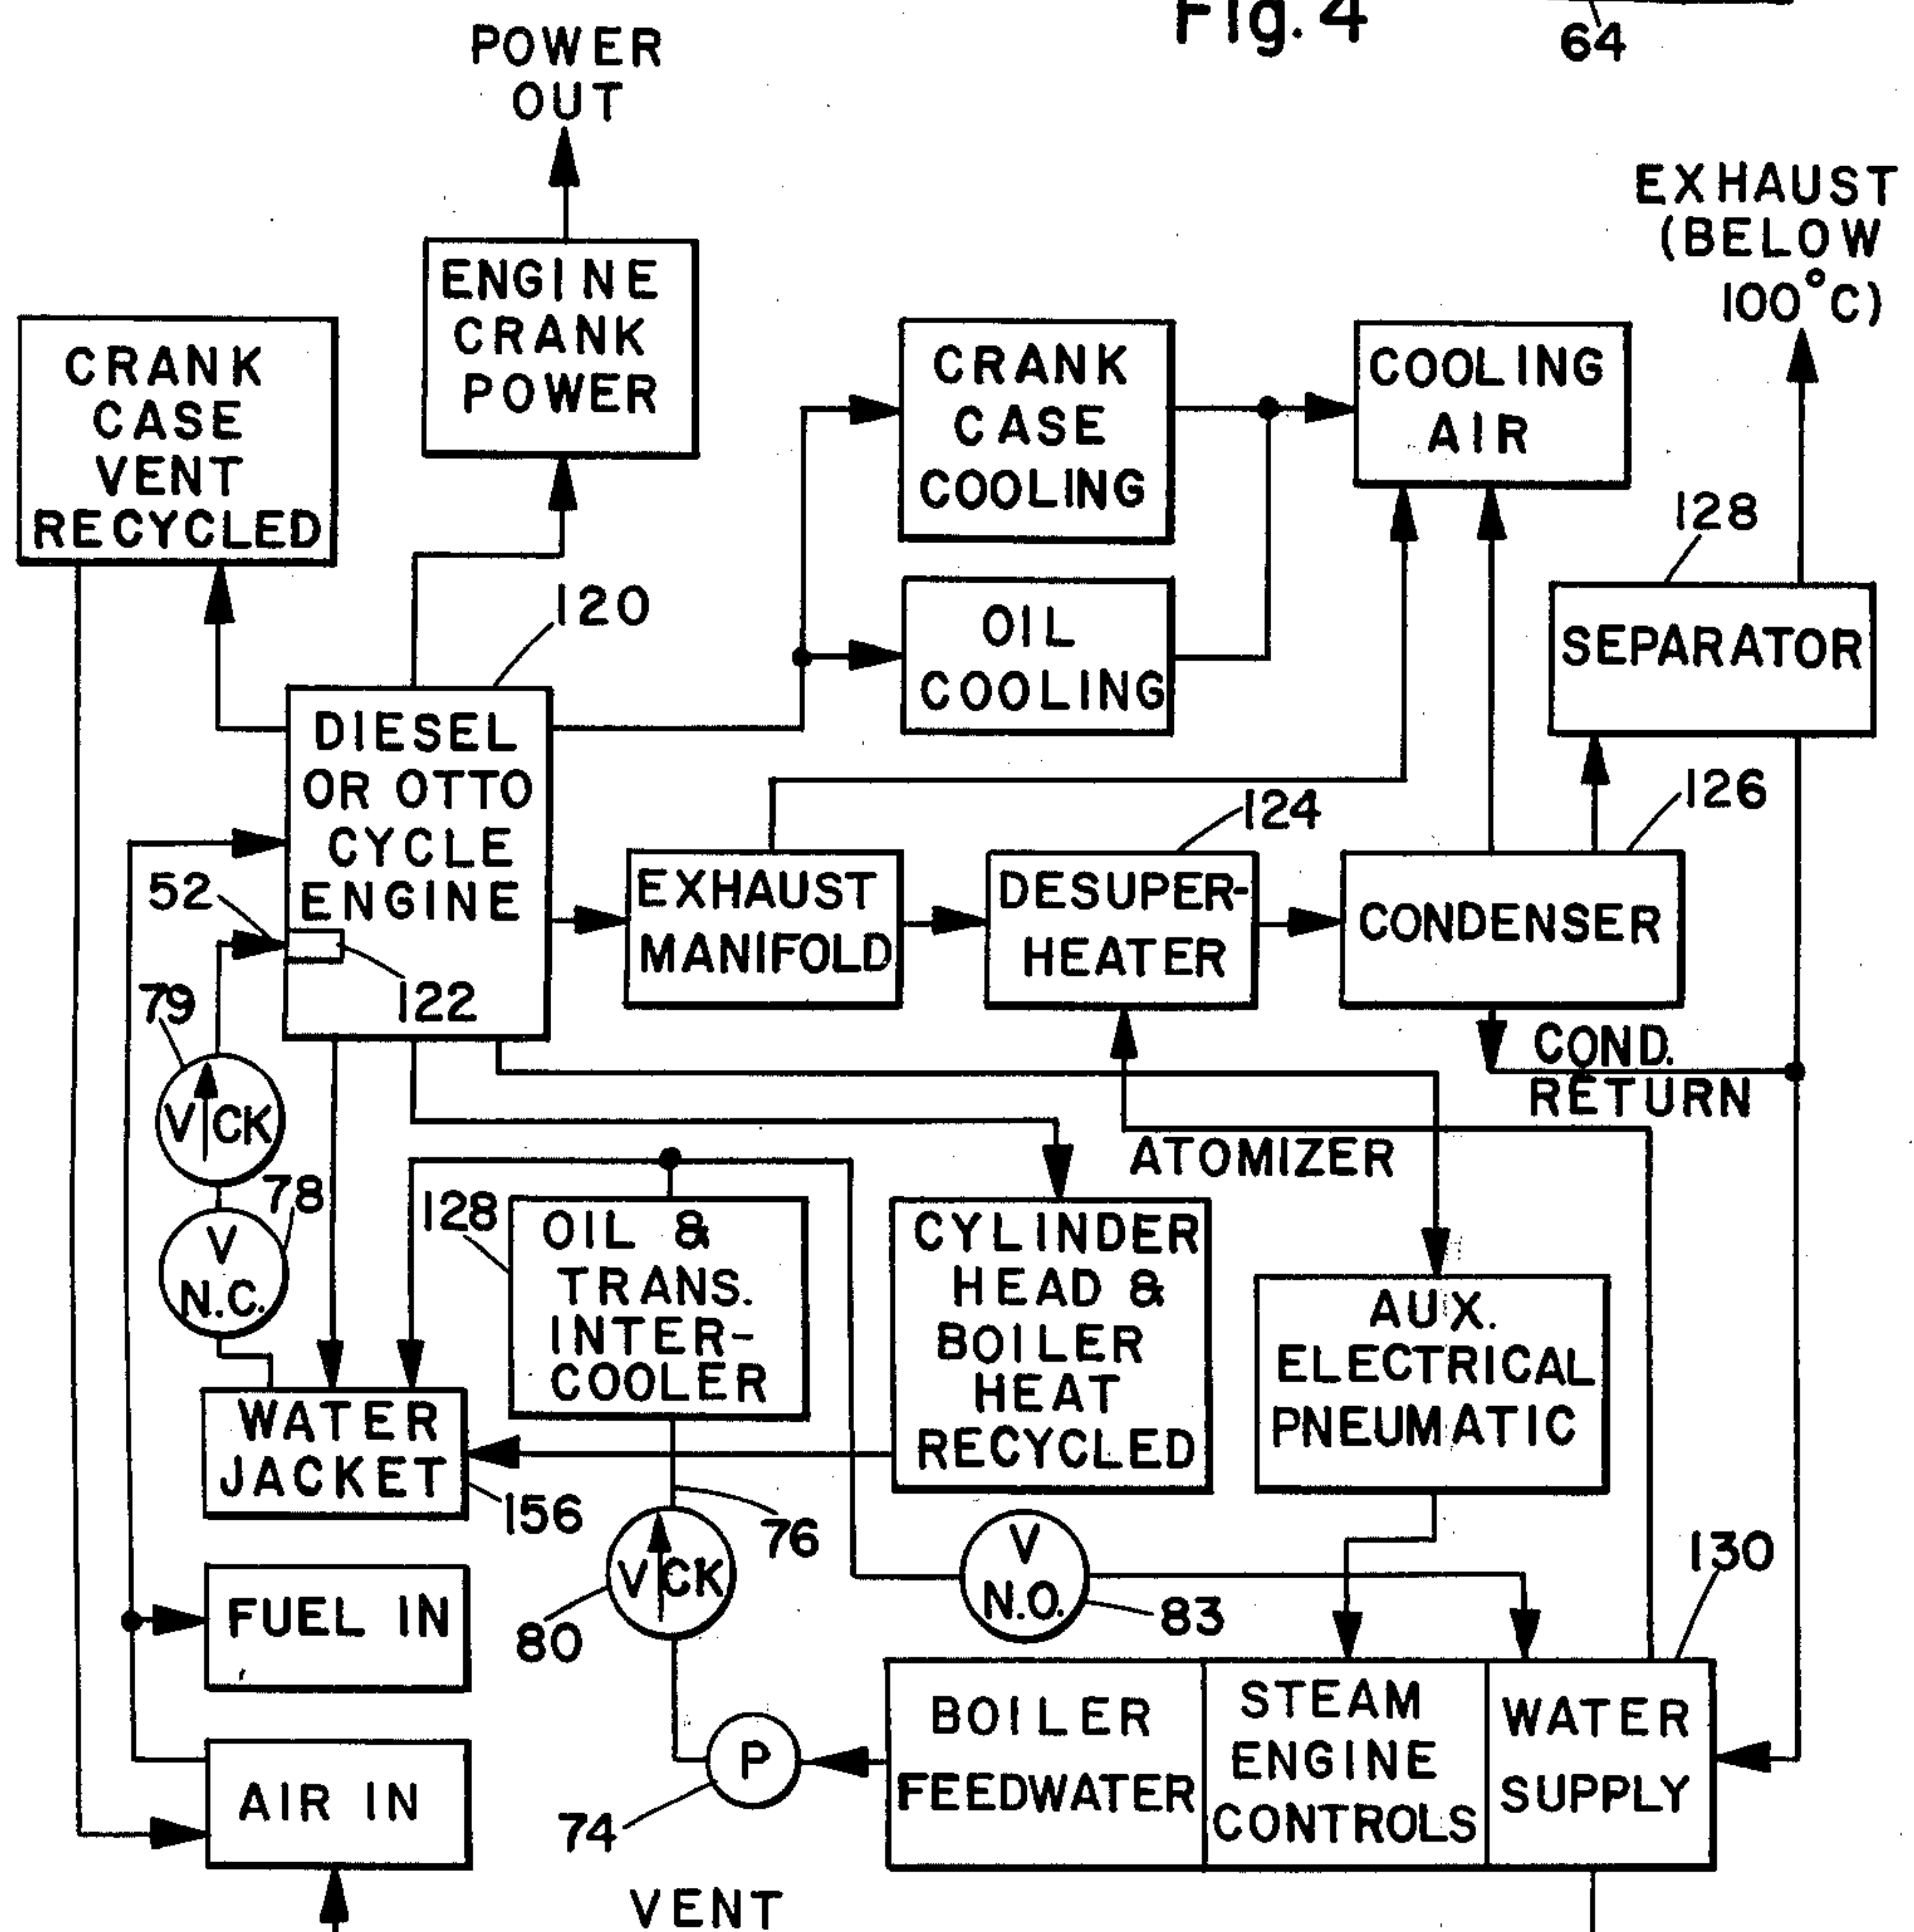 Fig. 4
64
POWER
OUT
EXHAUST
(BELOW
100°C)
ENGINE
CRANK
POWER
CRANK
CASE
VENT
RECYCLED
CRANK
CASE
COOLING
COOLING
AIR
128
120
OIL
COOLING
SEPARATOR
DIESEL
OR OTTO
CYCLE
ENGINE
124
126
52
EXHAUST
MANIFOLD
DESUPER-
HEATER
CONDENSER
122
79
COND.
RETURN
V CK
ATOMIZER
78
V
N.C.
128
OIL &
TRANS.
INTER-
COOLER
CYLINDER
HEAD &
BOILER
HEAT
RECYCLED
AUX.
ELECTRICAL
PNEUMATIC
WATER
JACKET
156
76
V CK
80
V
N.O.
83
130
FUEL IN
BOILER
FEEDWATER
STEAM
ENGINE
CONTROLS
WATER
SUPPLY
P
74
AIR IN
VENT